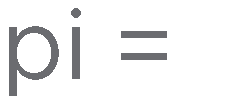 pi =